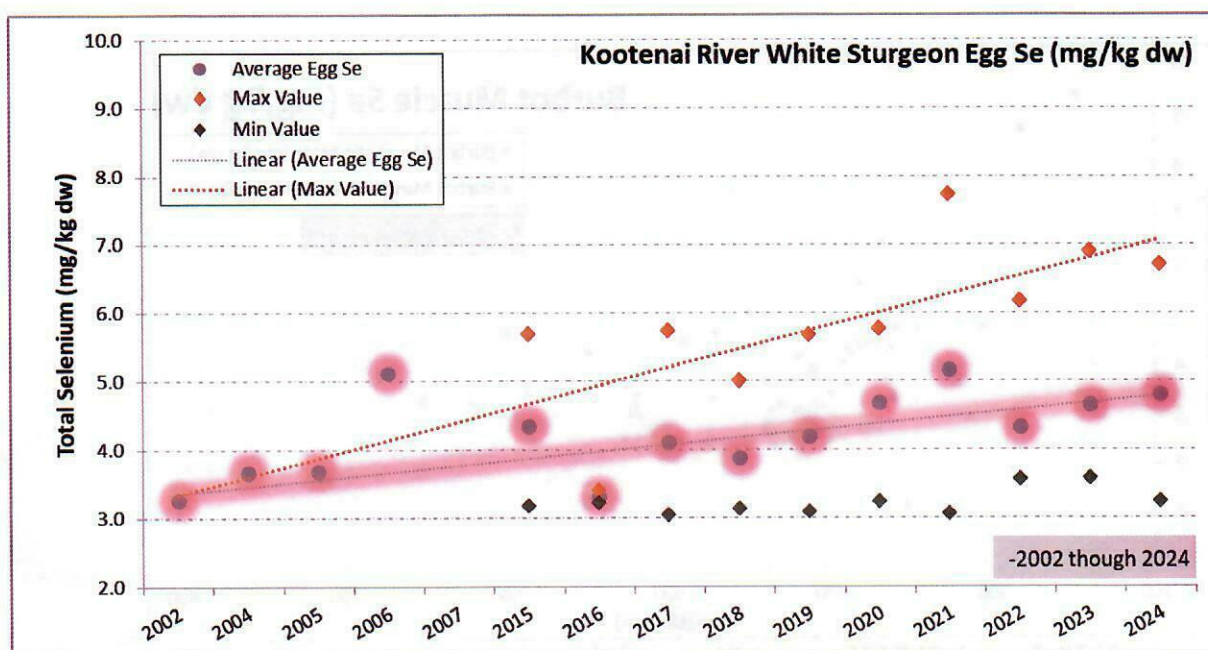 Kootenai River White Sturgeon Egg Se (mg/kg dw)
Average Egg Se
Max Value
Min Value
Linear (Average Egg Se)
Linear (Max Value)
Total Selenium (mg/kg dw)
10.0
9.0
8.0
7.0
6.0
5.0
4.0
3.0
2.0
-2002 though 2024
2002 2004 2005 2006 2007 2015 2016 2017 2018 2019 2020 2021 2022 2023 2024
Burbot Muscle Se